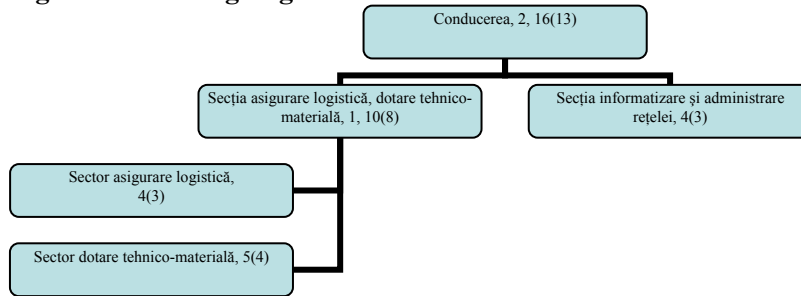 Conducerea, 2, 16(13)
Secția asigurare logistică, dotare tehnico-
materială, 1, 10(8)
Secția informatizare și administrare
rețelei, 4(3)
Sector asigurare logistică,
4(3)
Sector dotare tehnico-materială, 5(4)